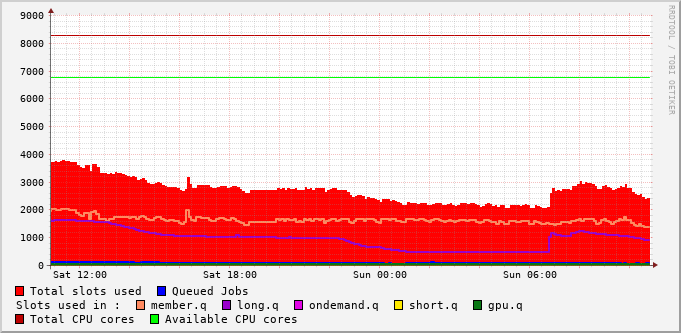 9000
8000
7000
6000
5000
4000
3000
2000
1000
0
Sat 12:00 Sat 18:00 Sun 00:00 Sun 06:00
Total slots used Queued Jobs
Slots used in : member.q long.q ondemand.q short.q gpu.q
Total CPU cores Available CPU cores
RRDTOOL / TOBI OETIKER